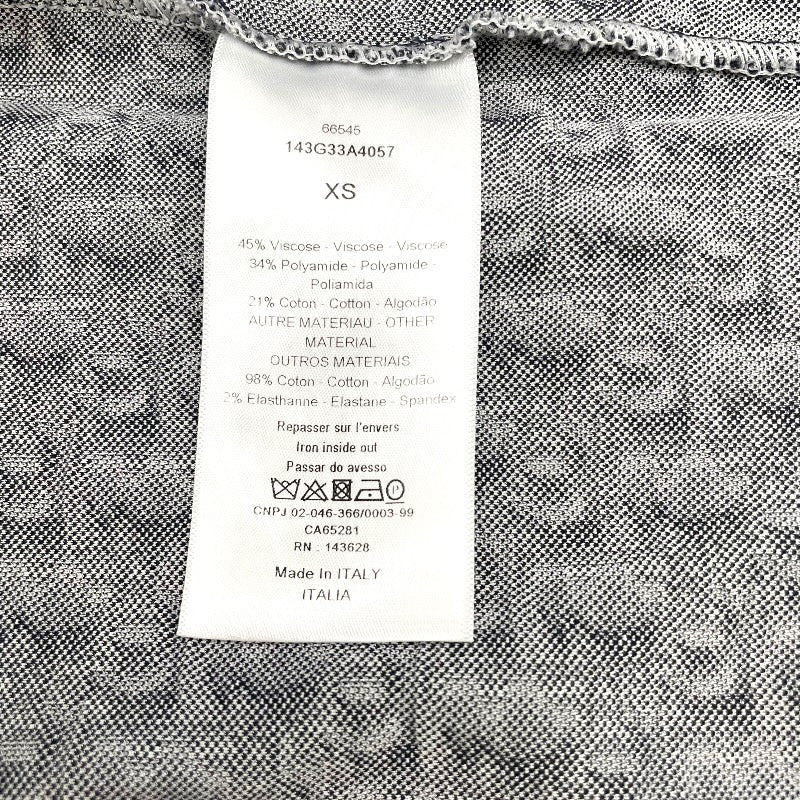 66545
143G33A4057
XS
45% Viscose - Viscose - Viscose
34% Polyamide - Polyamide -
Poliamida
21% Coton - Cotton - Algodão
AUTRE MATERIAU - OTHER
MATERIAL
OUTROS MATERIAIS
98% Coton - Cotton - Algodão
2% Elasthanne - Elastane - Spandex
Repasser sur l'envers
Iron inside out
Passar do avesso
P
CNPJ 02-046-366/0003-99
CA65281
RN : 143628
Made In ITALY
ITALIA